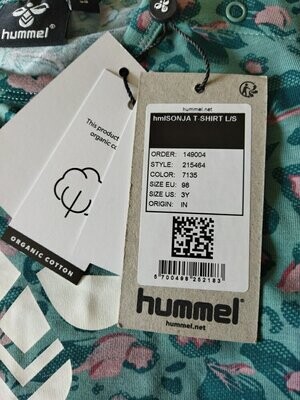 hummel
This product
organic co
ORGANIC COTTON
hummel.net
hmlSONJA T-SHIRT L/S
ORDER: 149004
STYLE: 215464
COLOR: 7135
SIZE EU: 98
SIZE US: 3Y
ORIGIN: IN
5 700496 252183
hummel
hummel.net